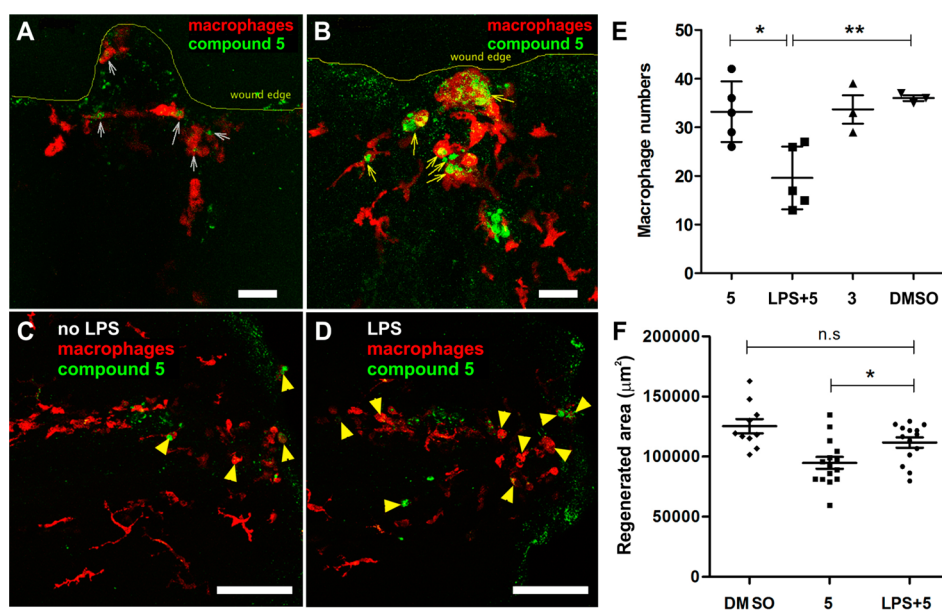 A
macrophages
compound 5
wound edge
B
macrophages
compound 5
wound edge
C
no LPS
macrophages
compound 5
D
LPS
macrophages
compound 5
E
Macrophage numbers
50
40
30
20
10
0
*
**
5
LPS+5
3
DMSO
F
Regenerated area (μm²)
200000
150000
100000
50000
0
n.s
*
DMSO
5
LPS+5